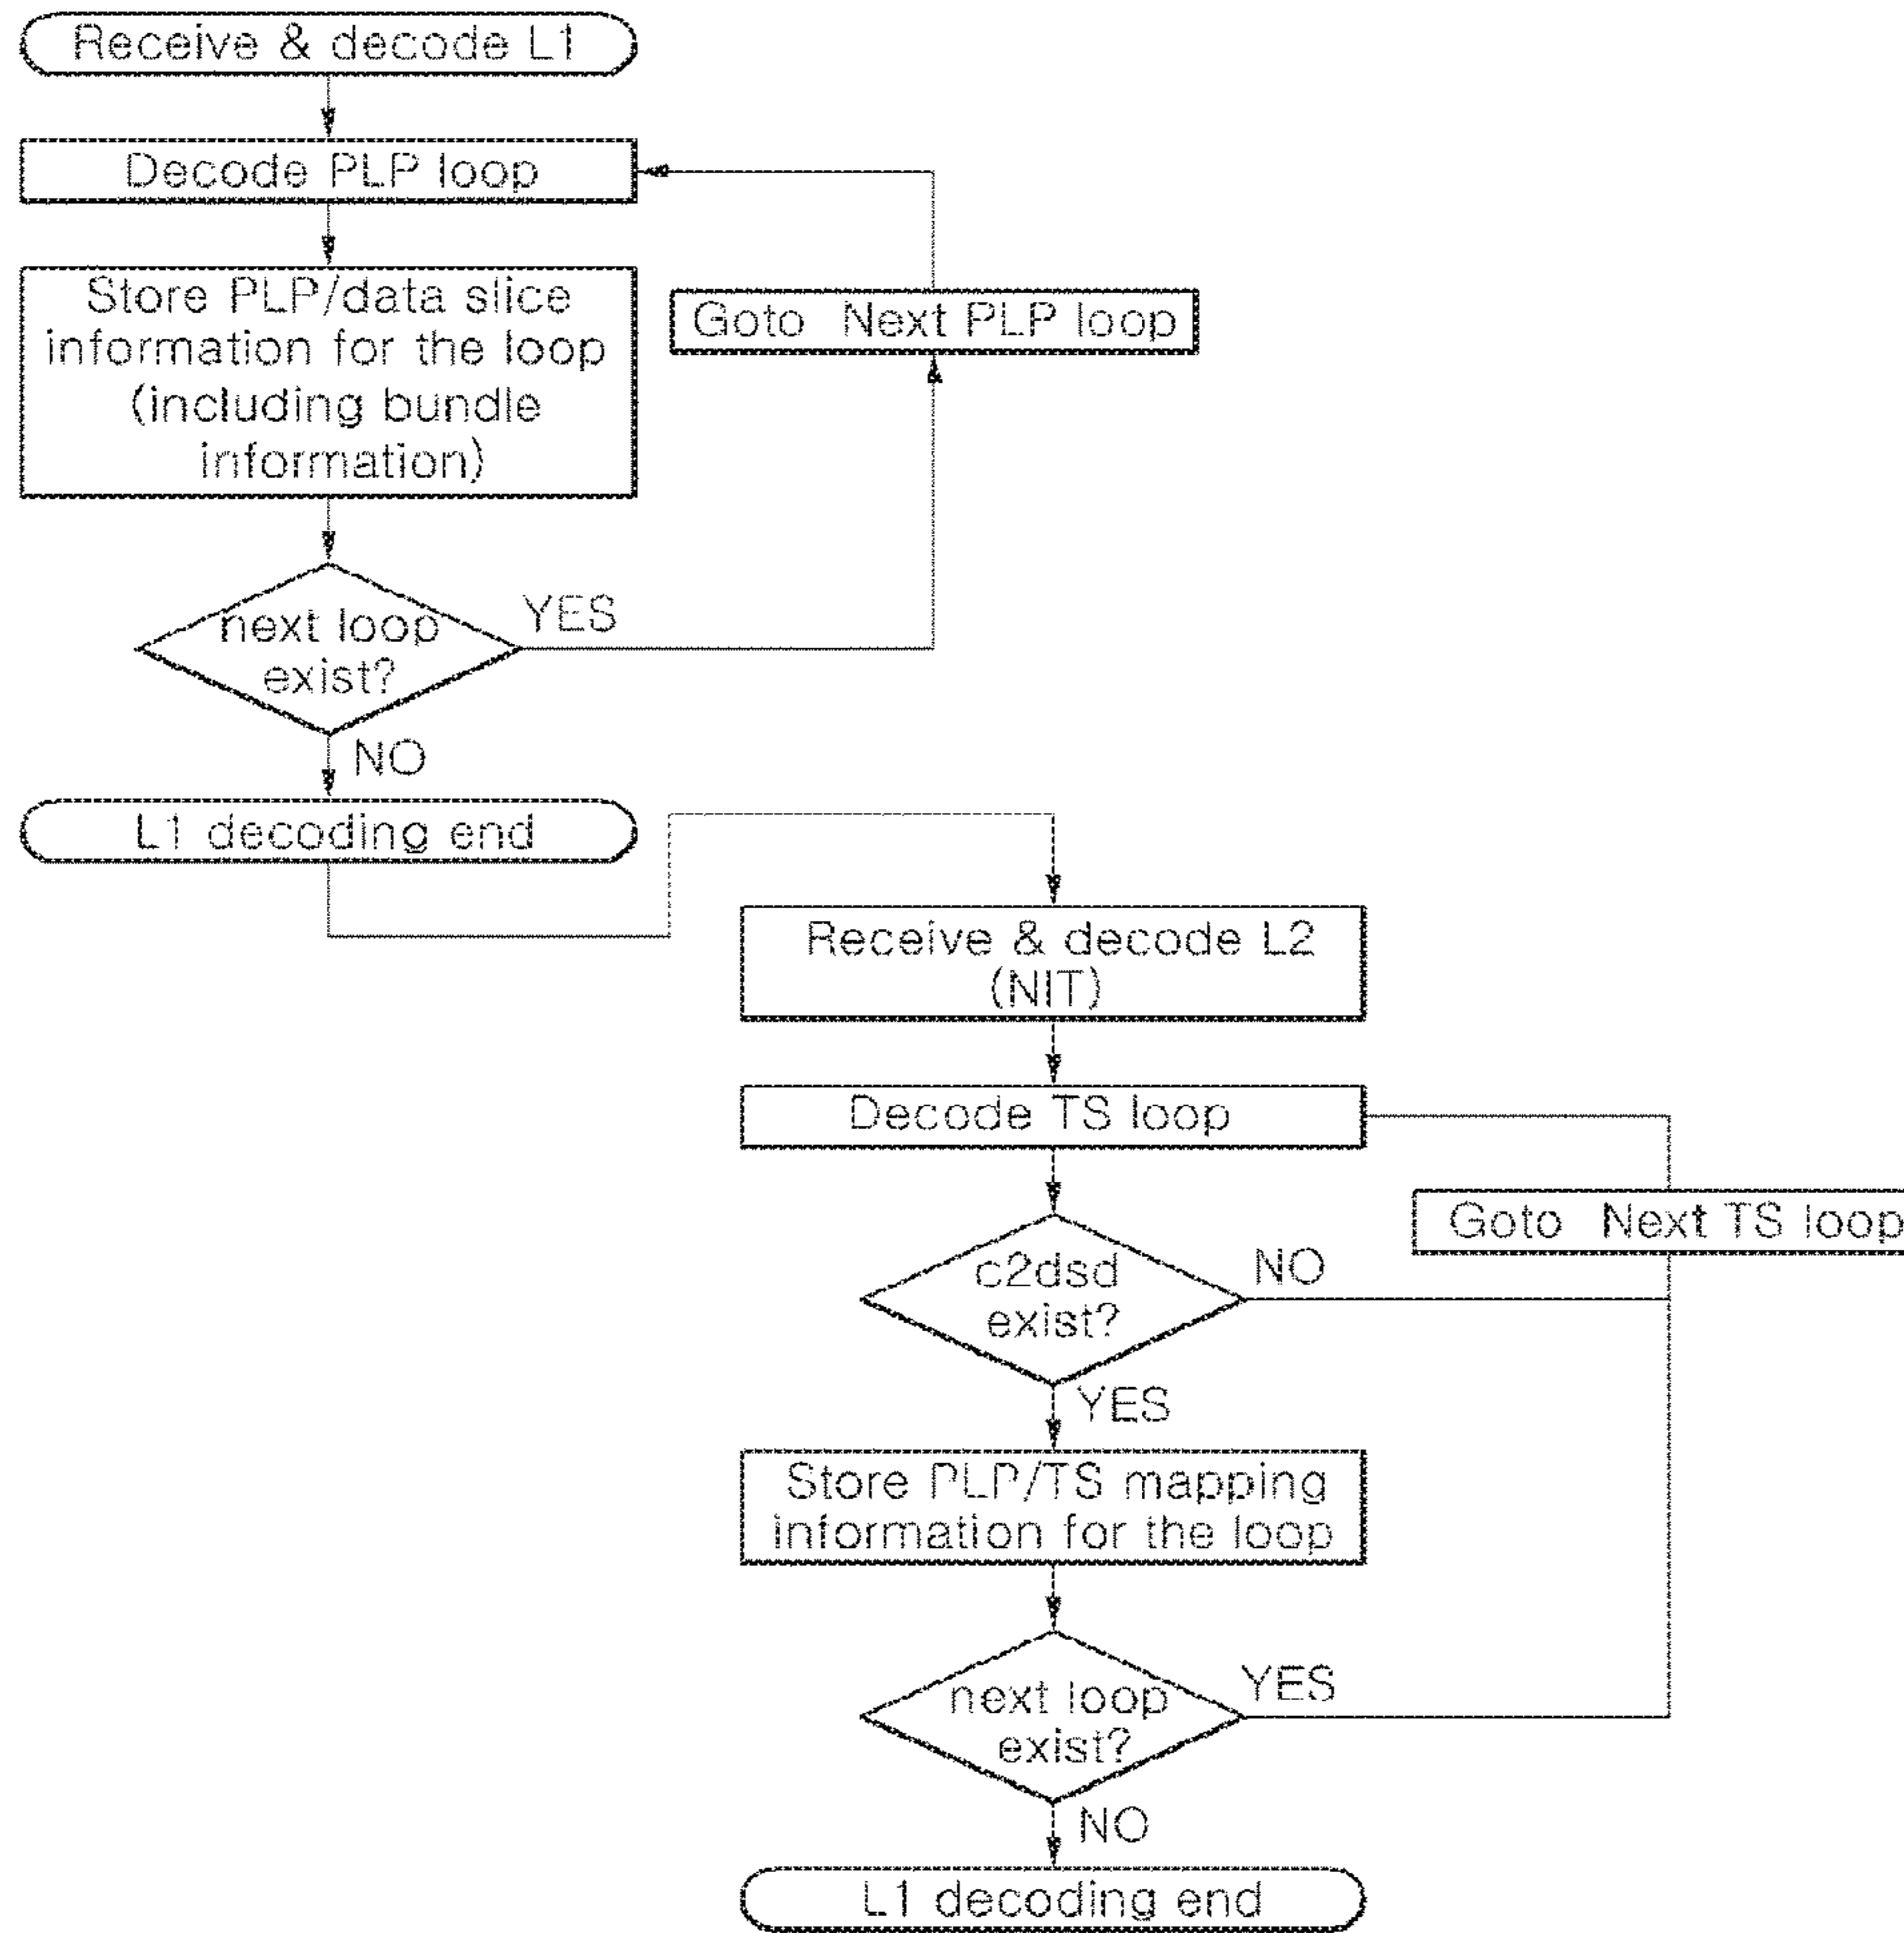 Receive & decode L1
Decode PLP loop
Store PLP/data slice
information for the loop
(including bundle
information)
Goto Next PLP loop
next loop
exist?
YES
NO
L1 decoding end
Receive & decode L2
(NIT)
Decode TS loop
Goto Next TS loop
c2dsd
exist?
NO
YES
Store PLP/TS mapping
information for the loop
next loop
exist?
YES
NO
L1 decoding end